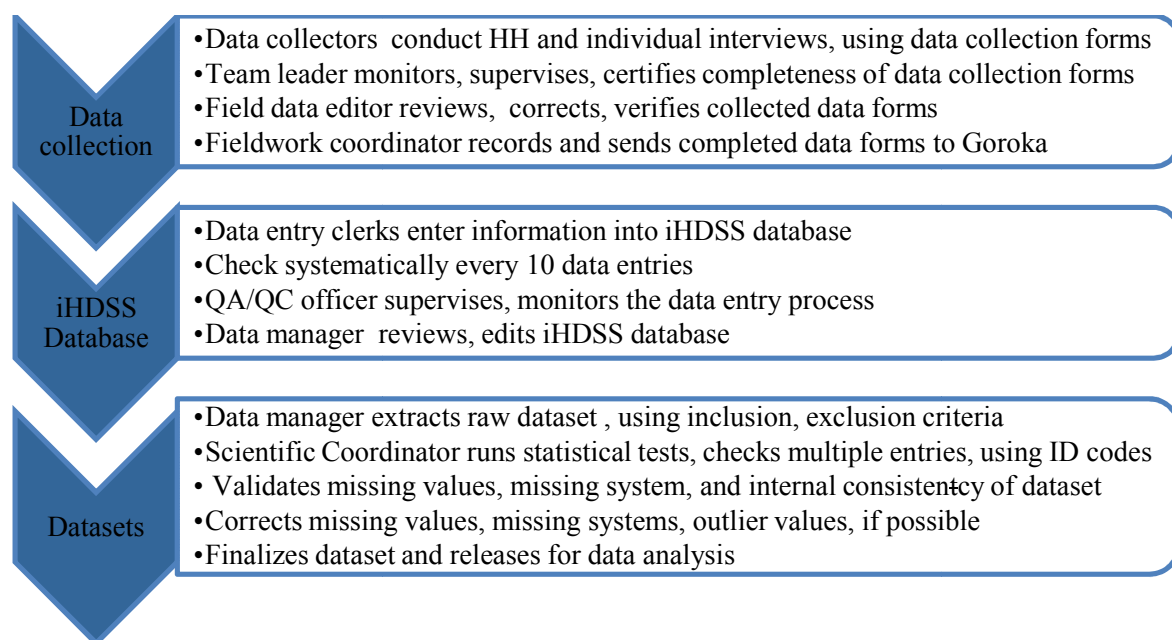 Data
collection
•Data collectors conduct HH and individual interviews, using data collection forms
•Team leader monitors, supervises, certifies completeness of data collection forms
•Field data editor reviews, corrects, verifies collected data forms
•Fieldwork coordinator records and sends completed data forms to Goroka
iHDSS
Database
•Data entry clerks enter information into iHDSS database
•Check systematically every 10 data entries
•QA/QC officer supervises, monitors the data entry process
•Data manager reviews, edits iHDSS database
Datasets
•Data manager extracts raw dataset , using inclusion, exclusion criteria
•Scientific Coordinator runs statistical tests, checks multiple entries, using ID codes
• Validates missing values, missing system, and internal consistentcy of dataset
•Corrects missing values, missing systems, outlier values, if possible
•Finalizes dataset and releases for data analysis